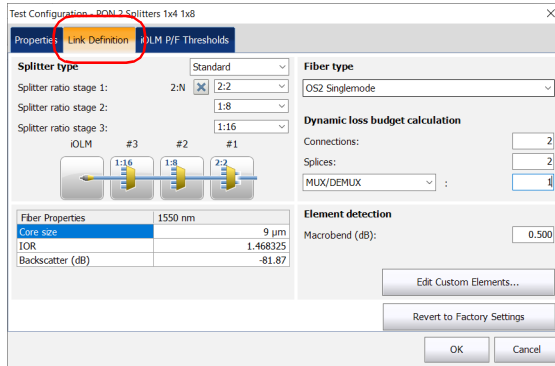 Test Configuration - PON 2 Splitters 1x4 1x8
Properties Link Definition iOLM P/F Thresholds
Splitter type Standard
Splitter ratio stage 1: 2:N 2:2
Splitter ratio stage 2: 1:8
Splitter ratio stage 3: 1:16
iOLM #3 #2 #1
1:16 1:8 2:2
Fiber Properties 1550 nm
Core size 9 µm
IOR 1.468325
Backscatter (dB) -81.87
Fiber type
OS2 Singlemode
Dynamic loss budget calculation
Connections: 2
Splices: 2
MUX/DEMUX : 1
Element detection
Macrobend (dB): 0.500
Edit Custom Elements...
Revert to Factory Settings
OK Cancel